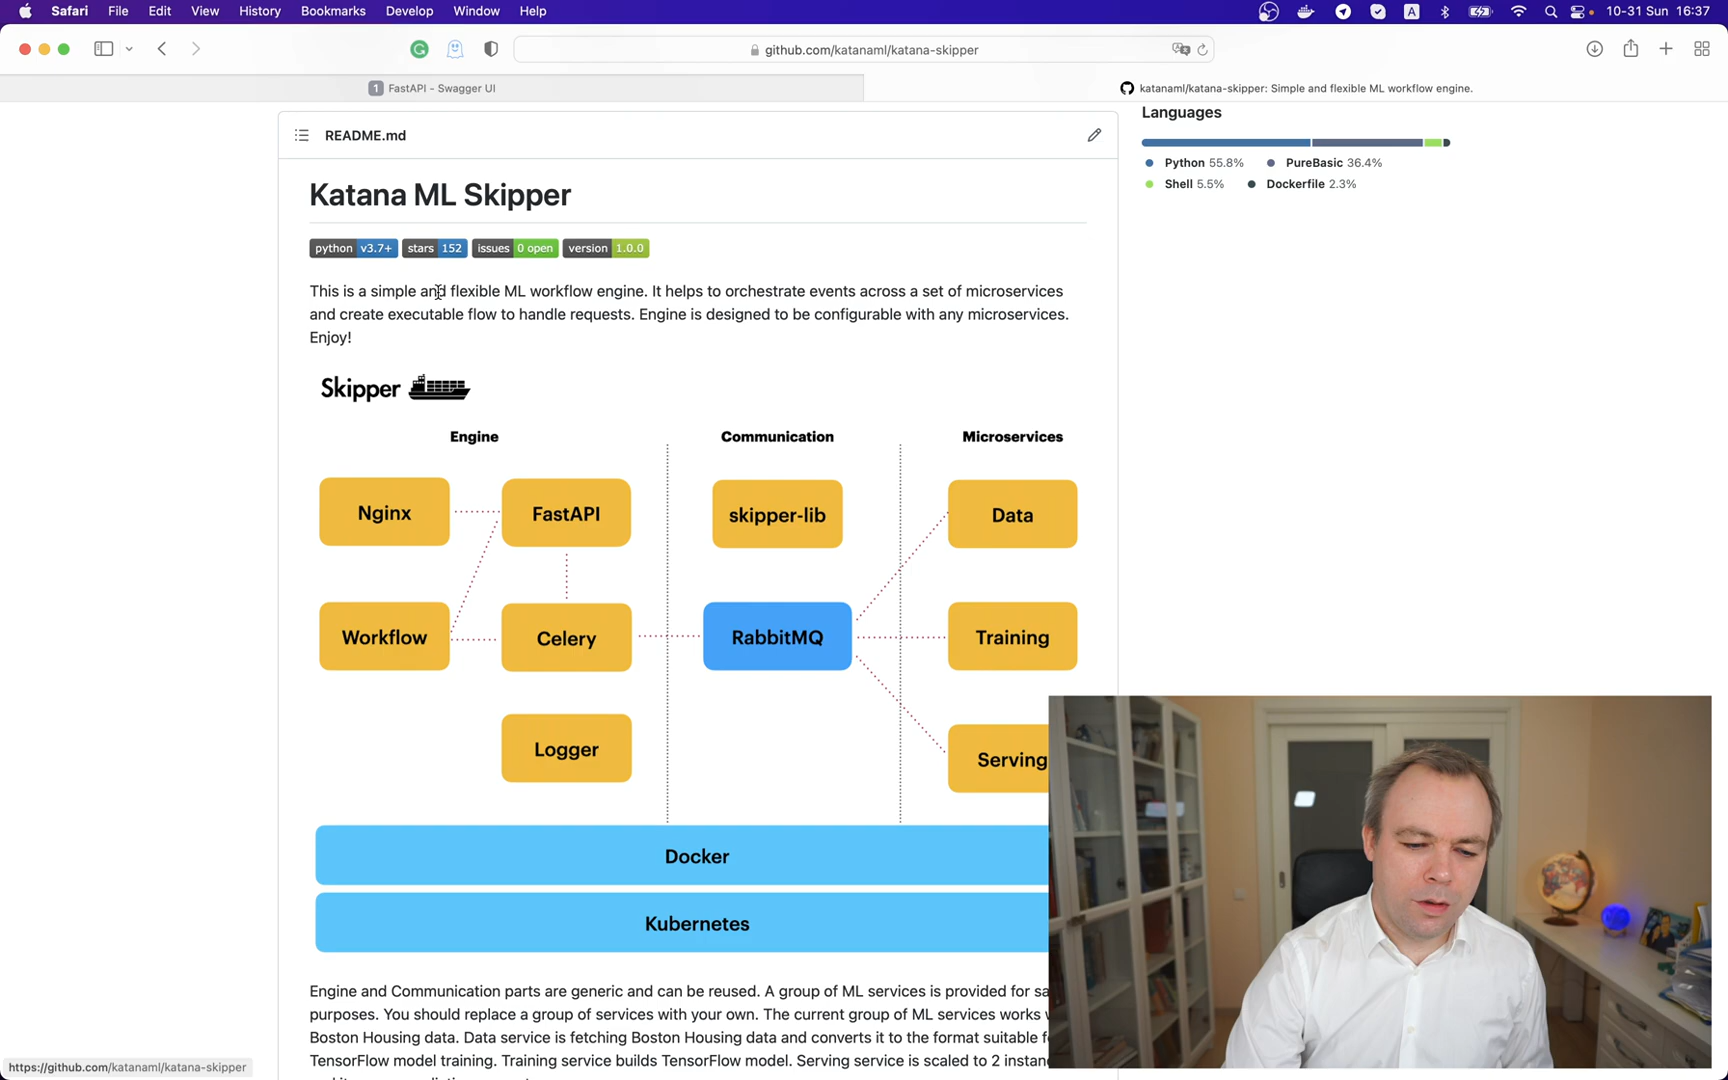 Safari File Edit View History Bookmarks Develop Window Help
A 10-31 Sun 16:37
github.com/katanaml/katana-skipper
1 FastAPI - Swagger UI
katanaml/katana-skipper: Simple and flexible ML workflow engine.
README.md
Languages
Python 55.8% PureBasic 36.4%
Shell 5.5% Dockerfile 2.3%
Katana ML Skipper
python v3.7+ stars 152 issues 0 open version 1.0.0
This is a simple and flexible ML workflow engine. It helps to orchestrate events across a set of microservices
and create executable flow to handle requests. Engine is designed to be configurable with any microservices.
Enjoy!
Skipper
Engine
Communication
Microservices
Nginx
FastAPI
skipper-lib
Data
Workflow
Celery
RabbitMQ
Training
Logger
Serving
Docker
Kubernetes
Engine and Communication parts are generic and can be reused. A group of ML services is provided for
purposes. You should replace a group of services with your own. The current group of ML services works
Boston Housing data. Data service is fetching Boston Housing data and converts it to the format suitable
TensorFlow model training. Training service builds TensorFlow model. Serving service is scaled to 2
https://github.com/katanaml/katana-skipper